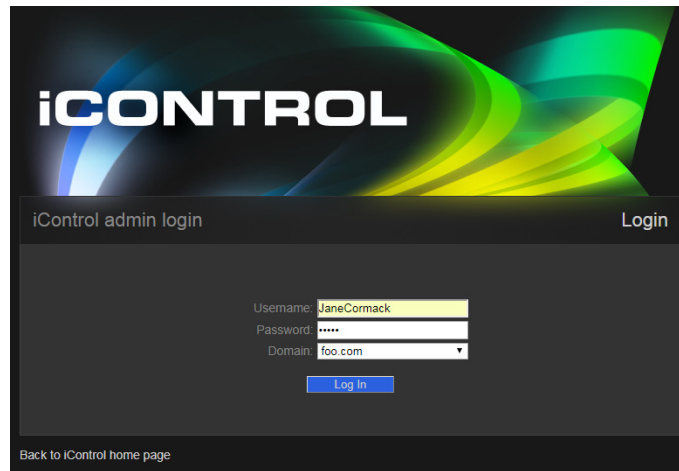 iCONTROL
iControl admin login Login
Username: JaneCormack
Password: •••••
Domain: foo.com
Log In
Back to iControl home page